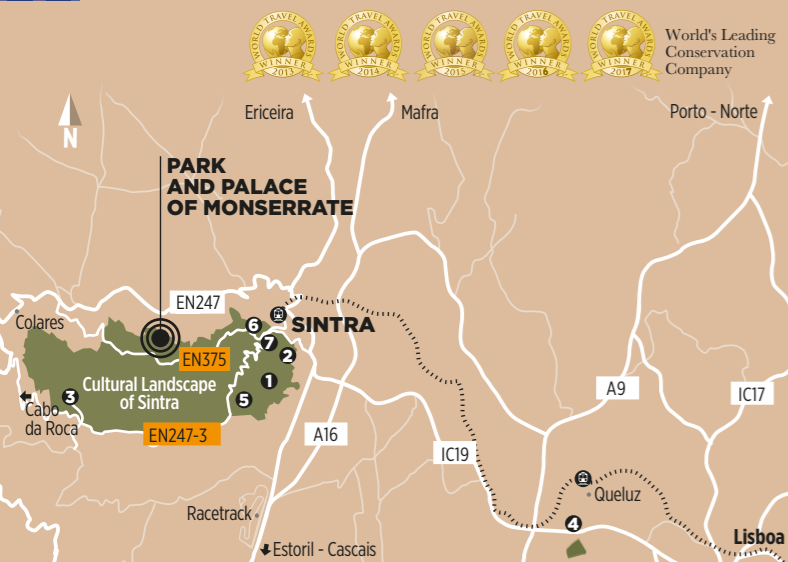 WORLD TRAVEL AWARDS
WINNER
2013
WORLD TRAVEL AWARDS
WINNER
2014
WORLD TRAVEL AWARDS
WINNER
2015
WORLD TRAVEL AWARDS
WINNER
2016
WORLD TRAVEL AWARDS
WINNER
2017
World's Leading
Conservation
Company
Ericeira
Mafra
Porto - Norte
N
PARK
AND PALACE
OF MONSERRATE
EN247
Colares
SINTRA
6
7
2
EN375
Cultural Landscape
of Sintra
1
3
5
Cabo
da Roca
EN247-3
A16
A9
IC17
IC19
Queluz
Racetrack
4
Lisboa
Estoril - Cascais